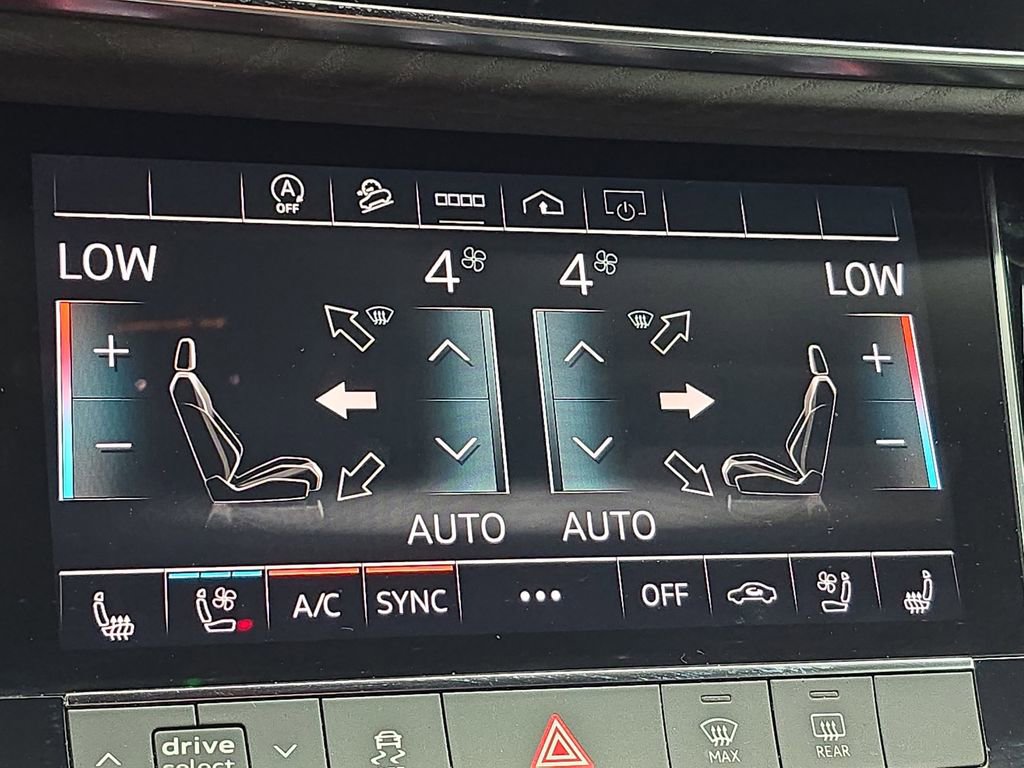 A
OFF
LOW 4 4 LOW
AUTO AUTO
A/C SYNC OFF
drive
select
MAX
REAR